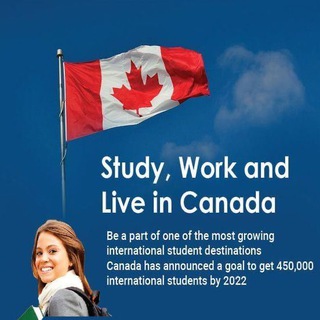 Study, Work and
Live in Canada
Be a part of one of the most growing
international student destinations
Canada has announced a goal to get 450,000
international students by 2022